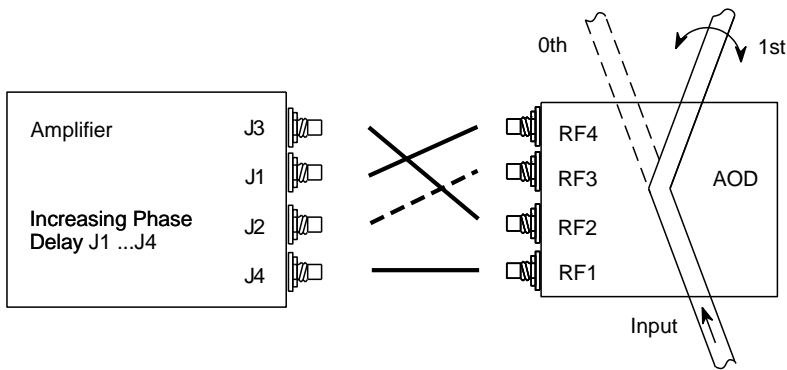 0th
1st
Amplifier
J3
J1
Increasing Phase
Delay J1 ...J4
J2
J4
RF4
RF3
AOD
RF2
RF1
Input